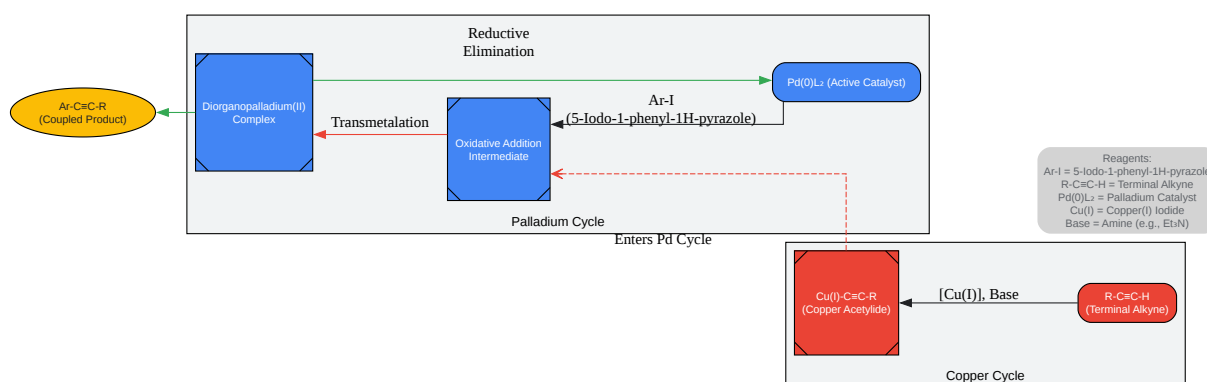 Reductive
Elimination
Pd(0)L₂ (Active Catalyst)
Ar-C≡C-R
(Coupled Product)
Diorganopalladium(II)
Complex
Ar-I
(5-Iodo-1-phenyl-1H-pyrazole)
Transmetalation
Oxidative Addition
Intermediate
Palladium Cycle
Enters Pd Cycle
Reagents:
Ar-I = 5-Iodo-1-phenyl-1H-pyrazole
R-C≡C-H = Terminal Alkyne
Pd(0)L₂ = Palladium Catalyst
Cu(I) = Copper(I) Iodide
Base = Amine (e.g., Et₃N)
Cu(I)-C≡C-R
(Copper Acetylide)
[Cu(I)], Base
R-C≡C-H
(Terminal Alkyne)
Copper Cycle